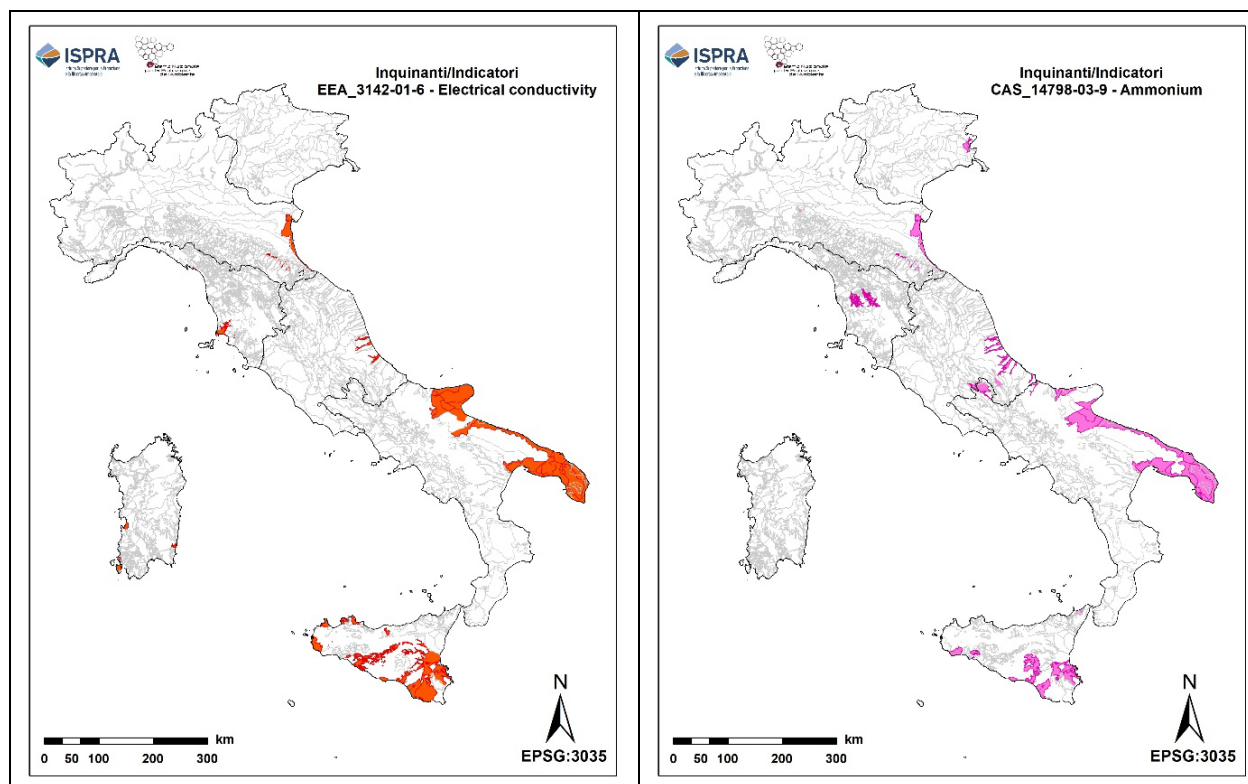 ISPRA
Inquinanti/Indicatori
EEA_3142-01-6 - Electrical conductivity
N
km
0 50 100 200 300
EPSG:3035
ISPRA
Inquinanti/Indicatori
CAS_14798-03-9 - Ammonium
N
km
0 50 100 200 300
EPSG:3035